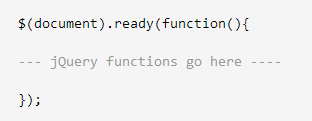 $(document).ready(function(){
--- jQuery functions go here ----
});